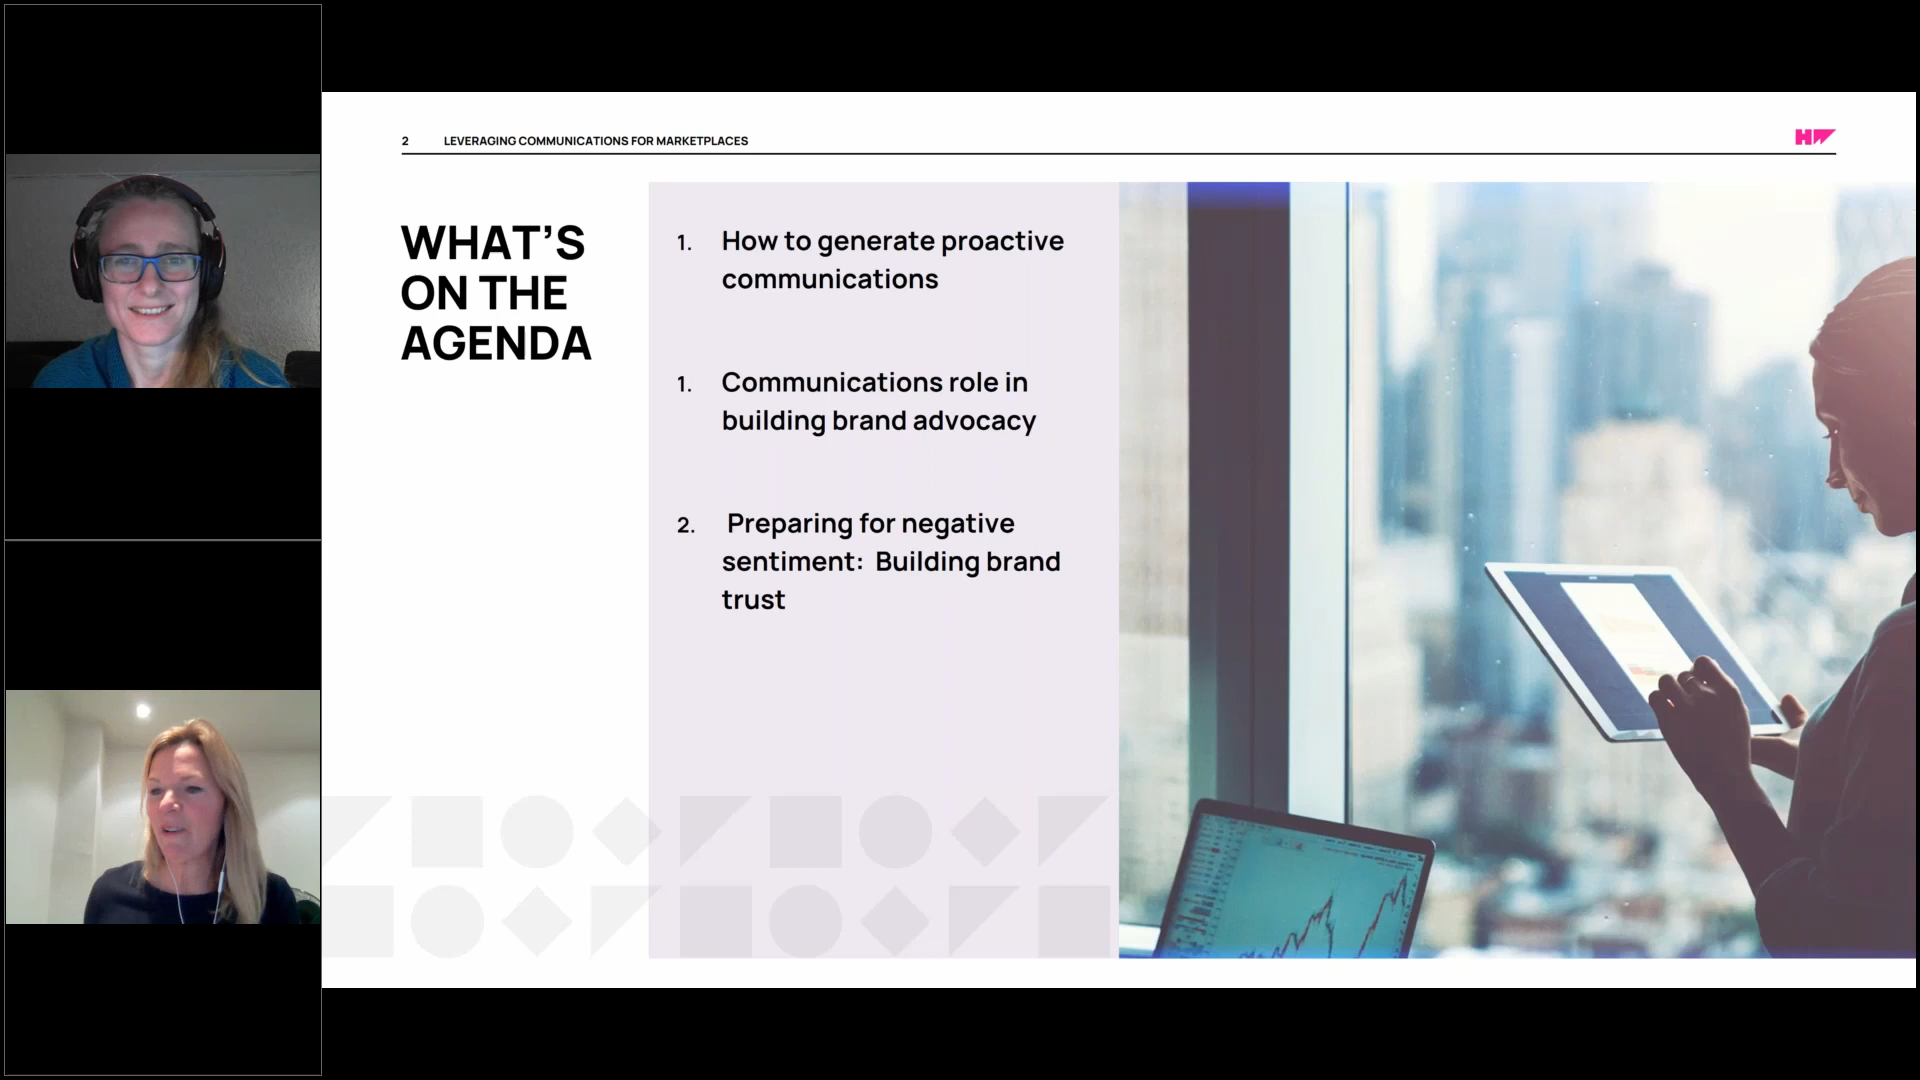 2 LEVERAGING COMMUNICATIONS FOR MARKETPLACES
HW
WHAT'S
ON THE
AGENDA
1. How to generate proactive
communications
1. Communications role in
building brand advocacy
2. Preparing for negative
sentiment: Building brand
trust